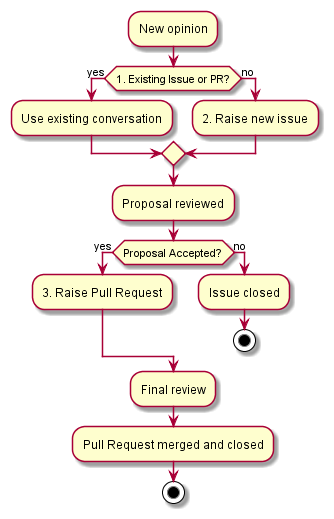 New opinion
yes
1. Existing Issue or PR?
no
Use existing conversation
2. Raise new issue
Proposal reviewed
yes
Proposal Accepted?
no
3. Raise Pull Request
Issue closed
Final review
Pull Request merged and closed